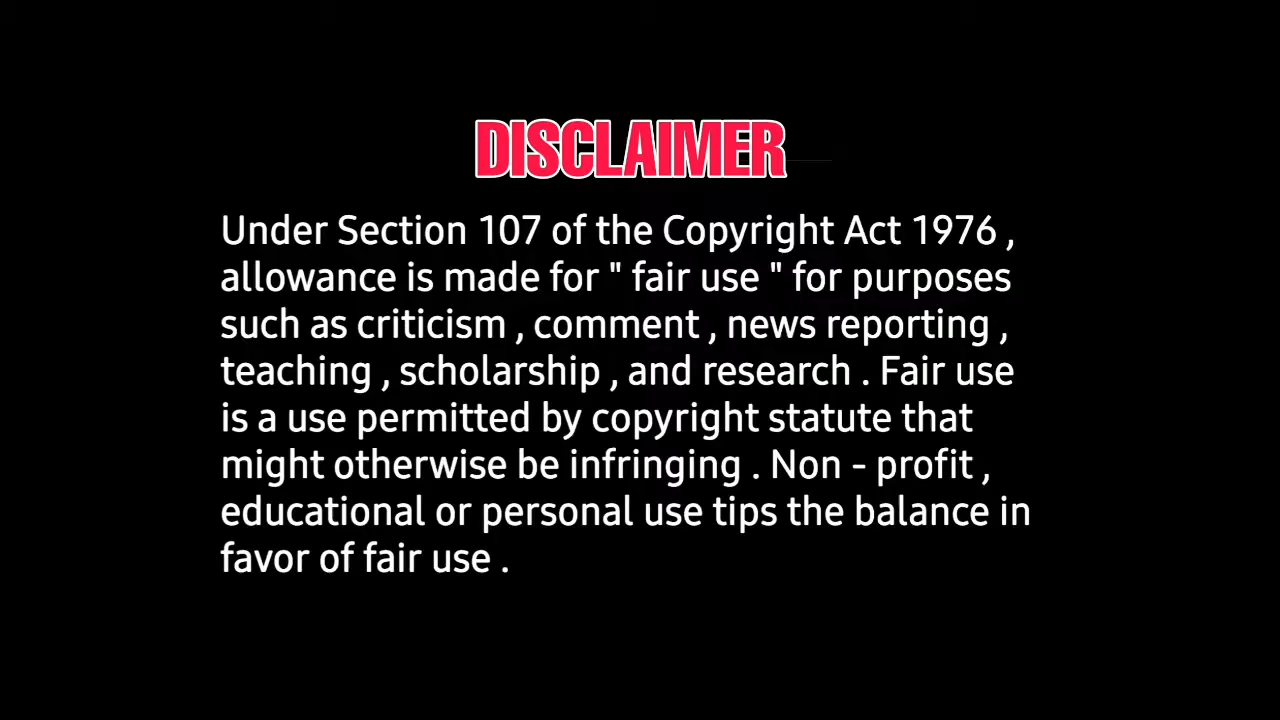 DISCLAIMER
Under Section 107 of the Copyright Act 1976 ,
allowance is made for " fair use " for purposes
such as criticism , comment , news reporting ,
teaching , scholarship , and research . Fair use
is a use permitted by copyright statute that
might otherwise be infringing . Non - profit ,
educational or personal use tips the balance in
favor of fair use .